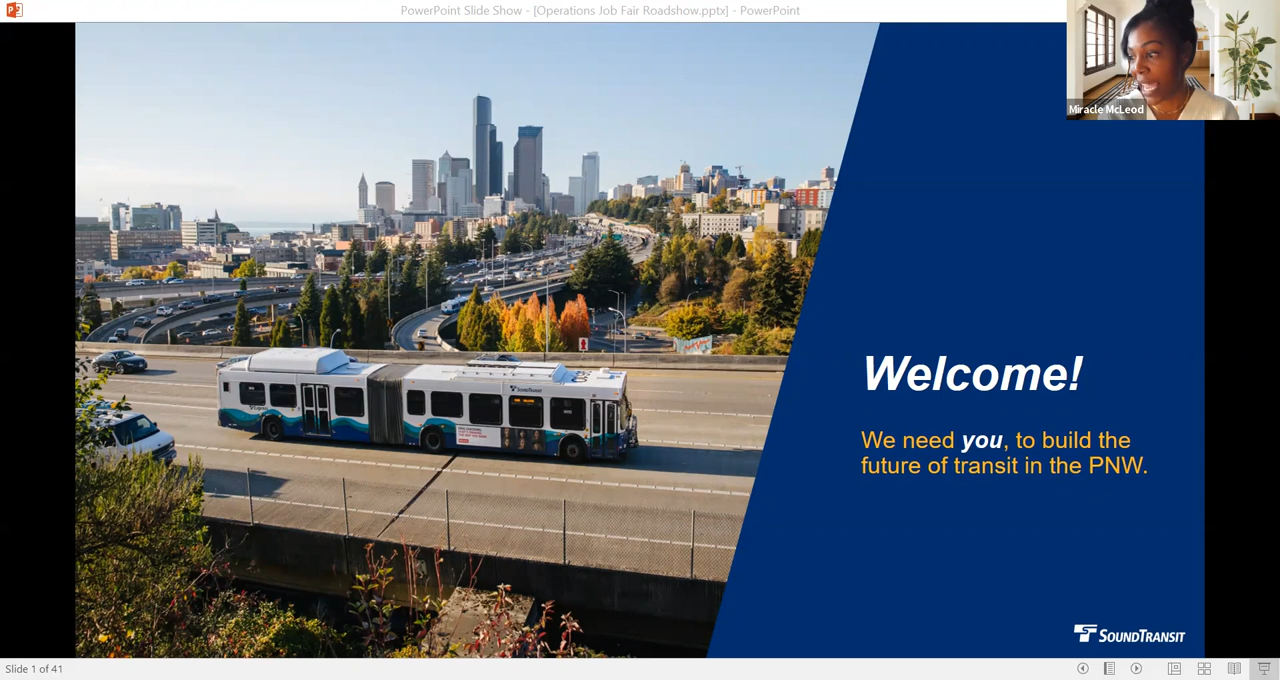 PowerPoint Slide Show - [Operations Job Fair Roadshow.pptx] - PowerPoint
Miracle McLeod
SOUNDTRANSIT
Welcome!
We need you, to build the
future of transit in the PNW.
SOUNDTRANSIT
Slide 1 of 41